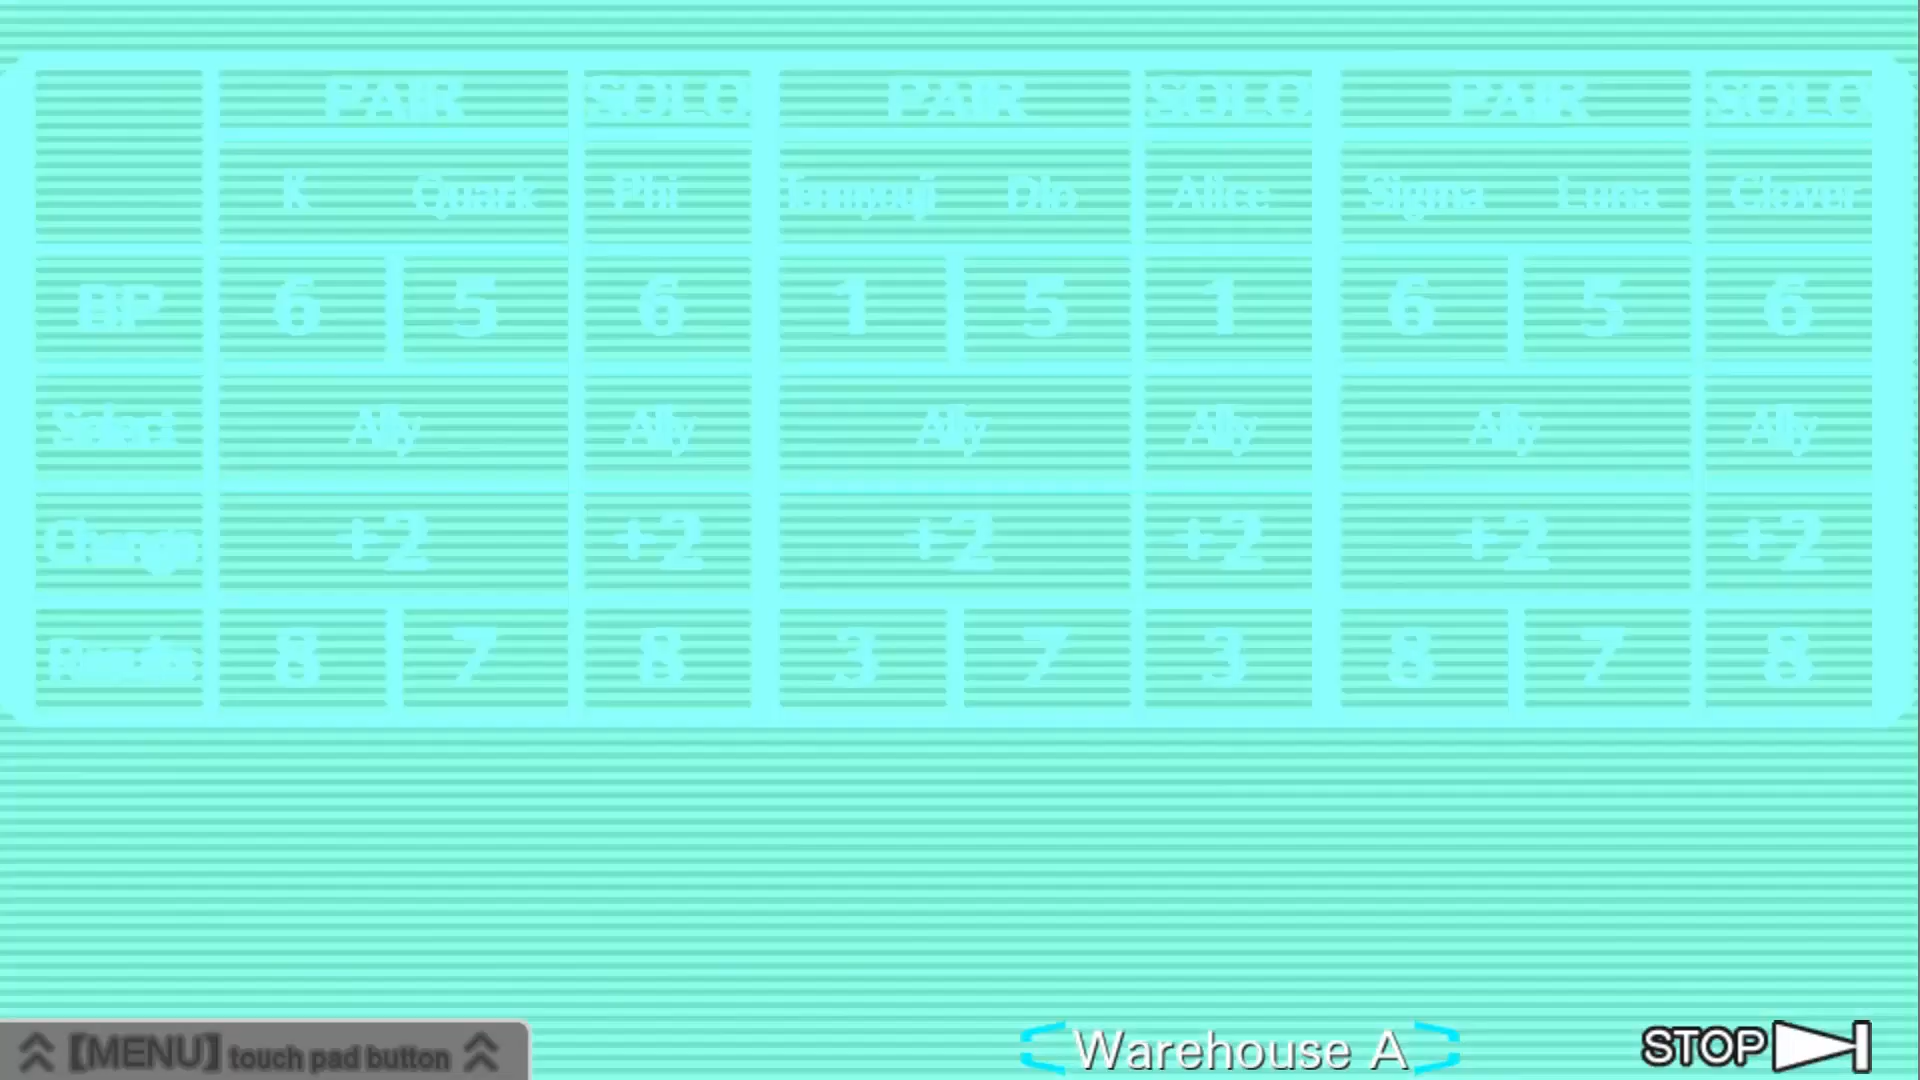 PAIR SOLO PAIR SOLO PAIR SOLO
K Quark Phi Tenmyouji Dio Alice Sigma Luna Clover
BP 6 5 6 1 5 1 6 5 6
Select Ally Ally Ally Ally Ally Ally
Change +2 +2 +2 +2 +2 +2
Results 8 7 8 3 7 3 8 7 8
[MENU] touch pad button
Warehouse A
STOP